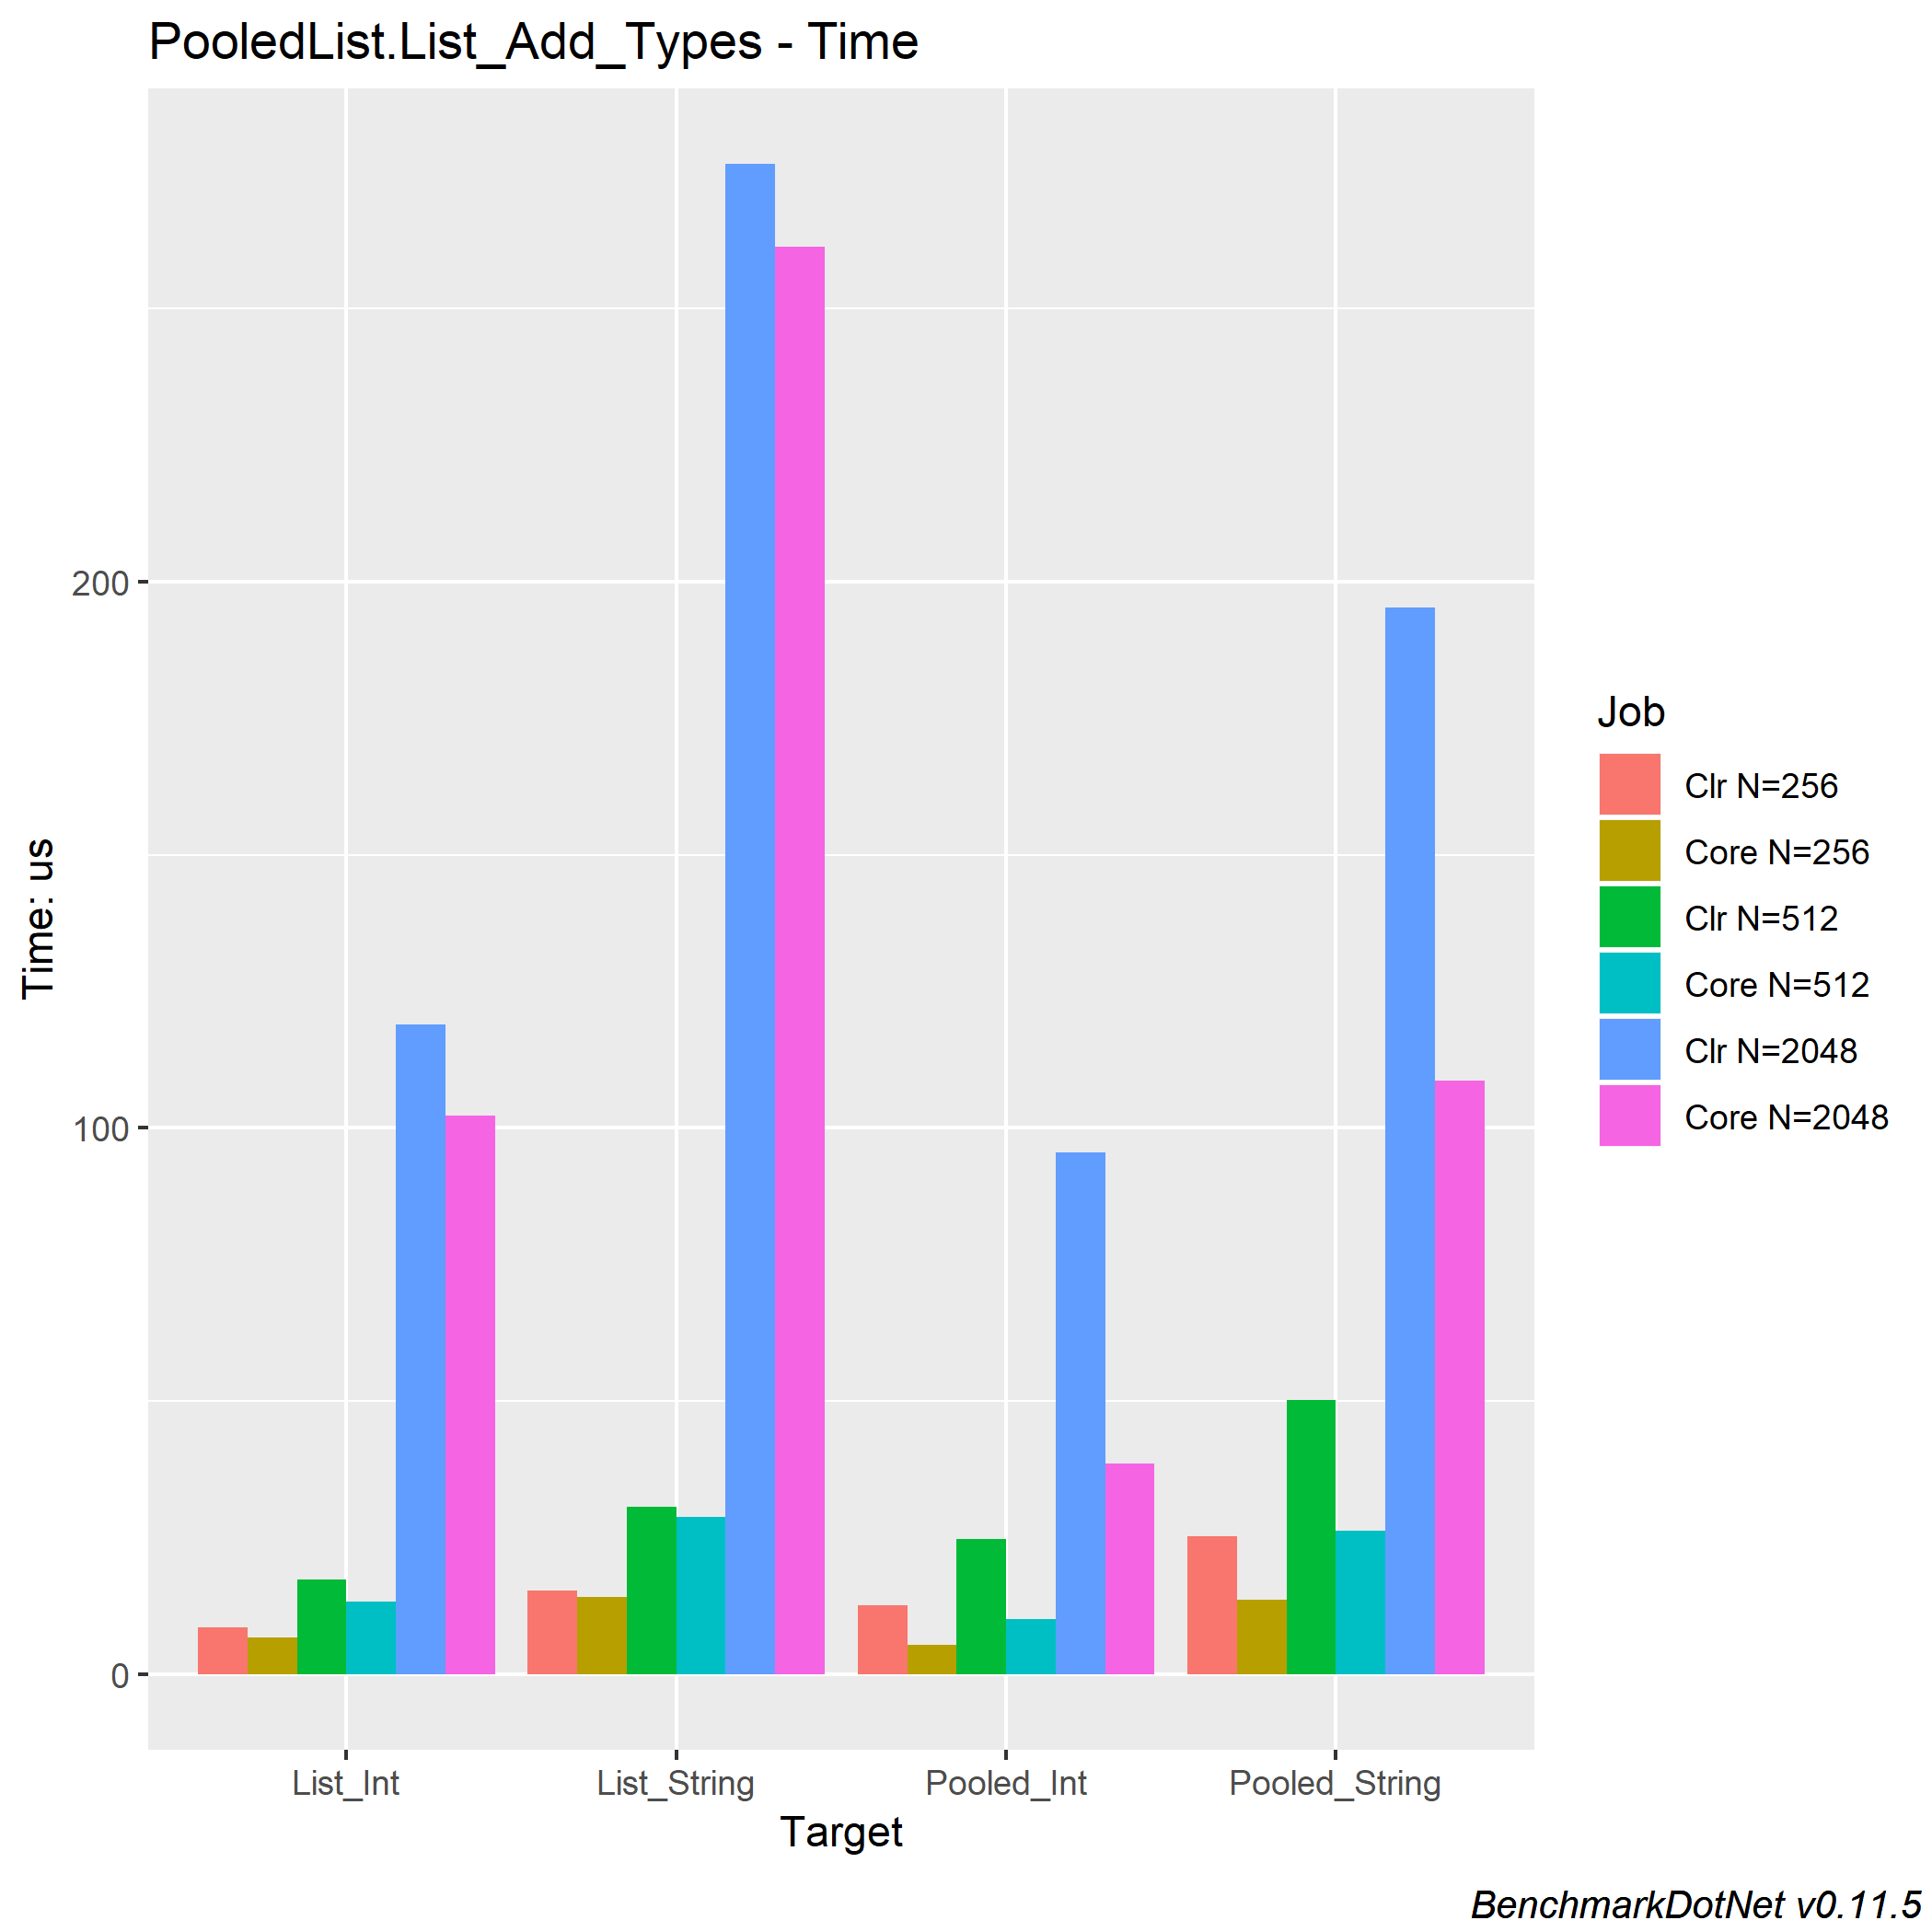 PooledList.List_Add_Types - Time
Time: us
200
100
0
List_Int
List_String
Pooled_Int
Pooled_String
Target
Job
Clr N=256
Core N=256
Clr N=512
Core N=512
Clr N=2048
Core N=2048
BenchmarkDotNet v0.11.5